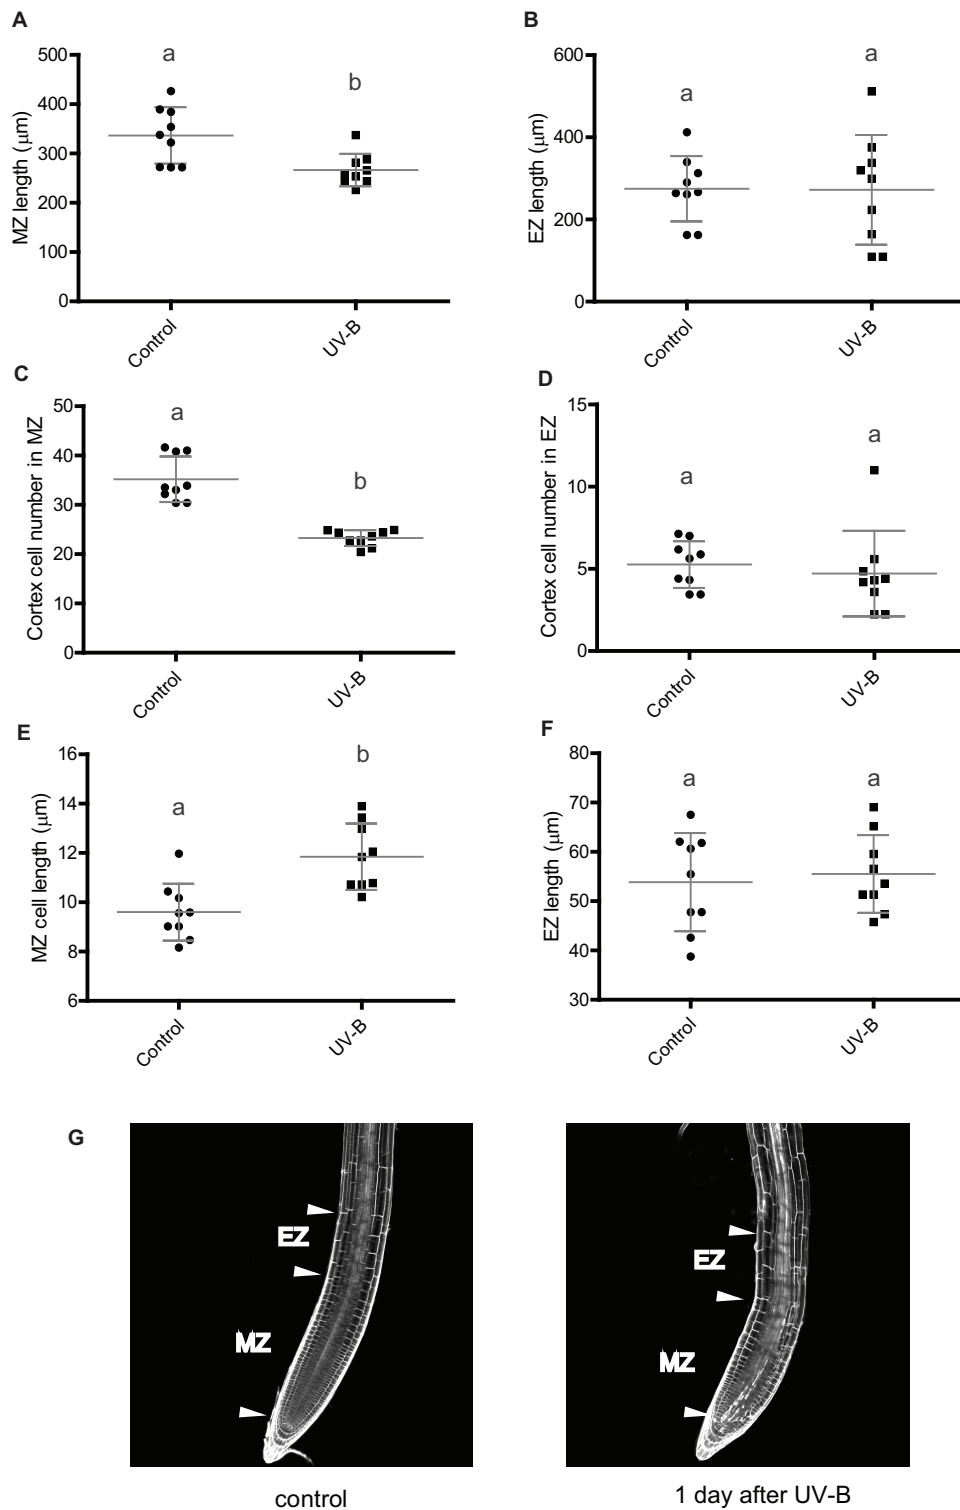 A
B
a
b
a
a
500
400
300
200
100
0
MZ length (μm)
Control
UV-B
600
400
200
0
EZ length (μm)
Control
UV-B
C
D
a
b
a
a
50
40
30
20
10
0
Cortex cell number in MZ
Control
UV-B
15
10
5
0
Cortex cell number in EZ
Control
UV-B
E
F
a
b
a
a
16
14
12
10
8
6
MZ cell length (μm)
Control
UV-B
80
70
60
50
40
30
EZ length (μm)
Control
UV-B
G
EZ
MZ
EZ
MZ
control
1 day after UV-B